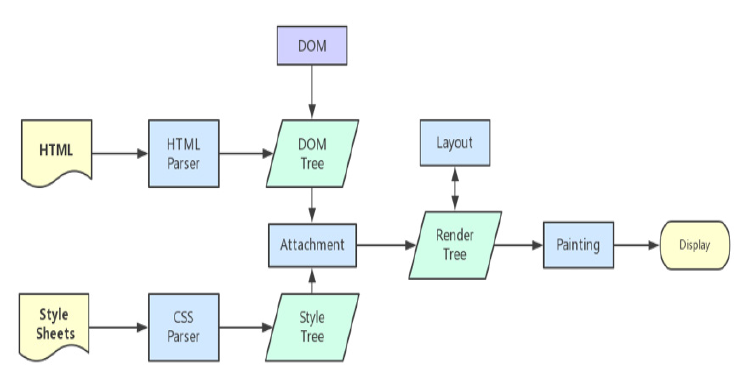 DOM
HTML
HTML
Parser
DOM
Tree
Layout
Attachment
Render
Tree
Painting
Display
Style
Sheets
CSS
Parser
Style
Tree